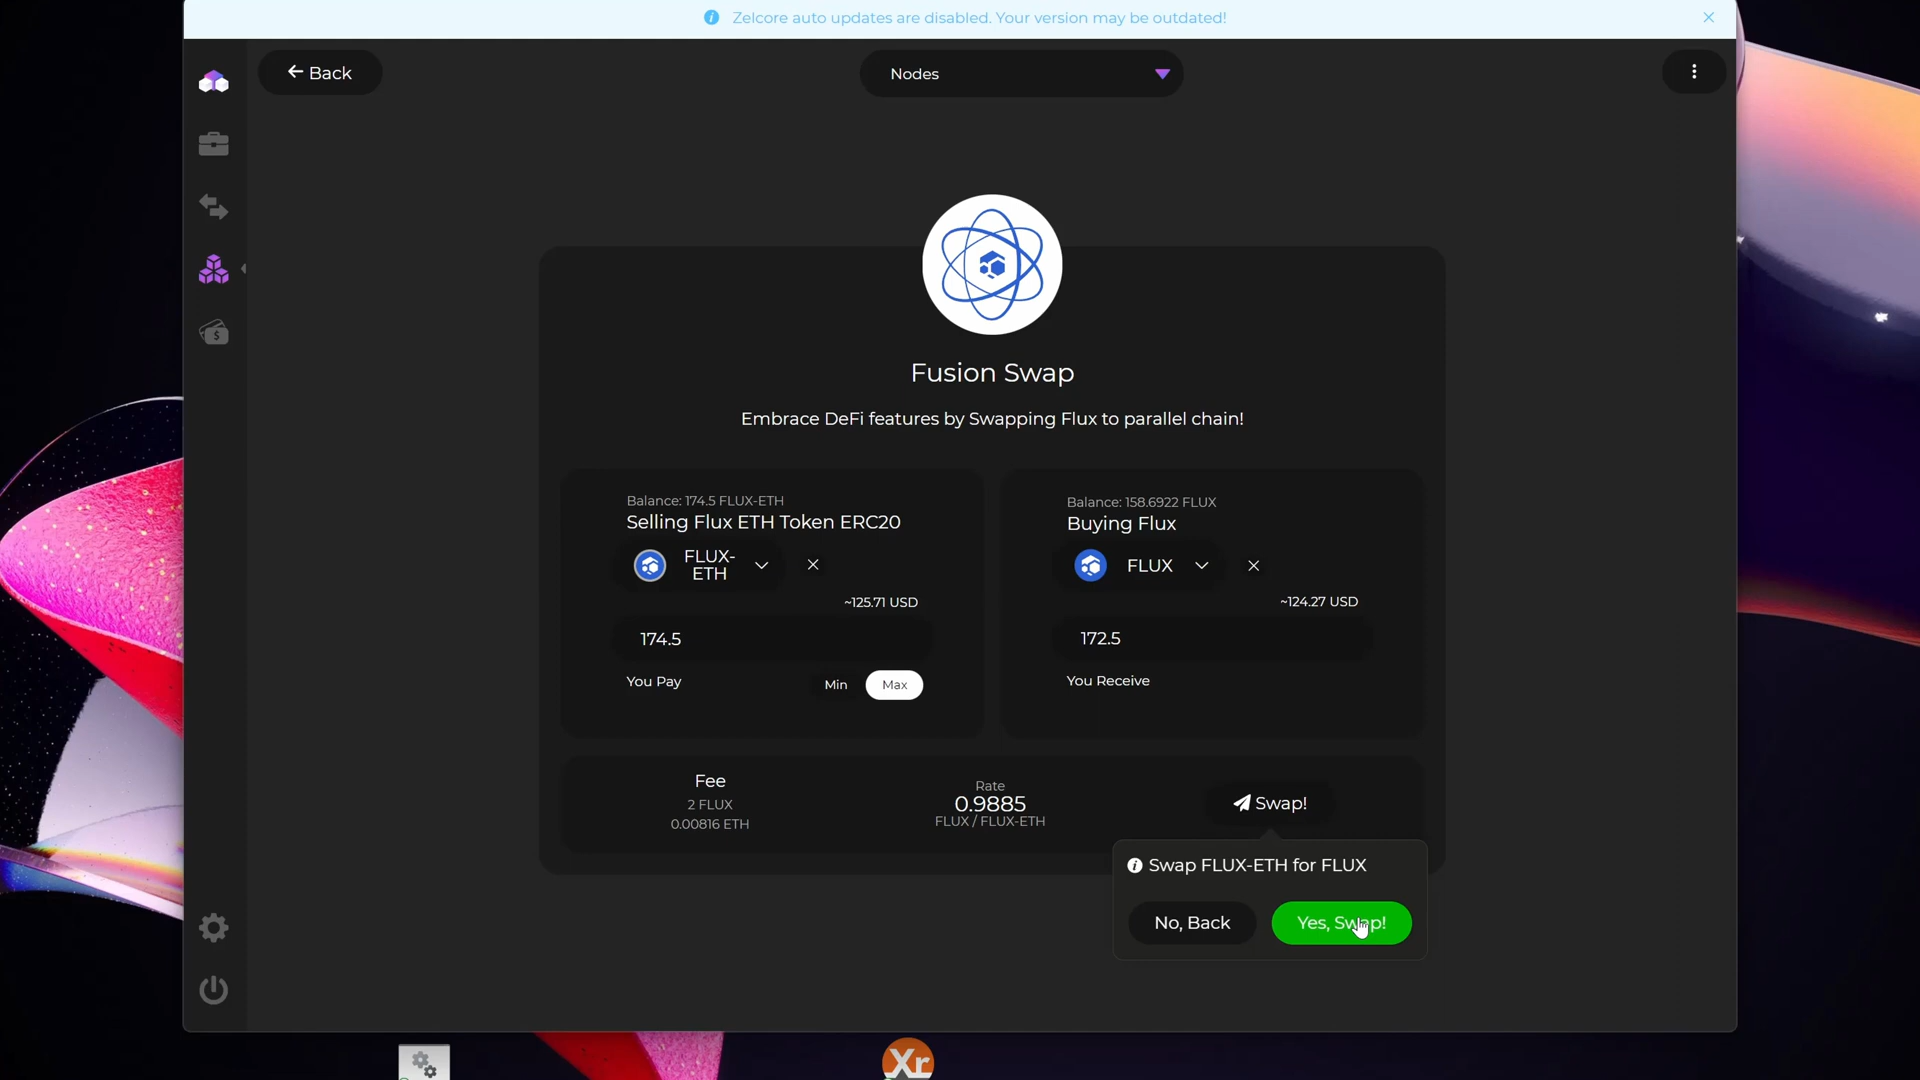 Zelcore auto updates are disabled. Your version may be outdated!
Back
Nodes
Fusion Swap
Embrace DeFi features by Swapping Flux to parallel chain!
Balance: 174.5 FLUX-ETH
Selling Flux ETH Token ERC20
FLUX-
ETH
~125.71 USD
174.5
You Pay
Min
Max
Balance: 158.6922 FLUX
Buying Flux
FLUX
~124.27 USD
172.5
You Receive
Fee
2 FLUX
0.00816 ETH
Rate
0.9885
FLUX / FLUX-ETH
Swap!
Swap FLUX-ETH for FLUX
No, Back
Yes, Swap!
Xr